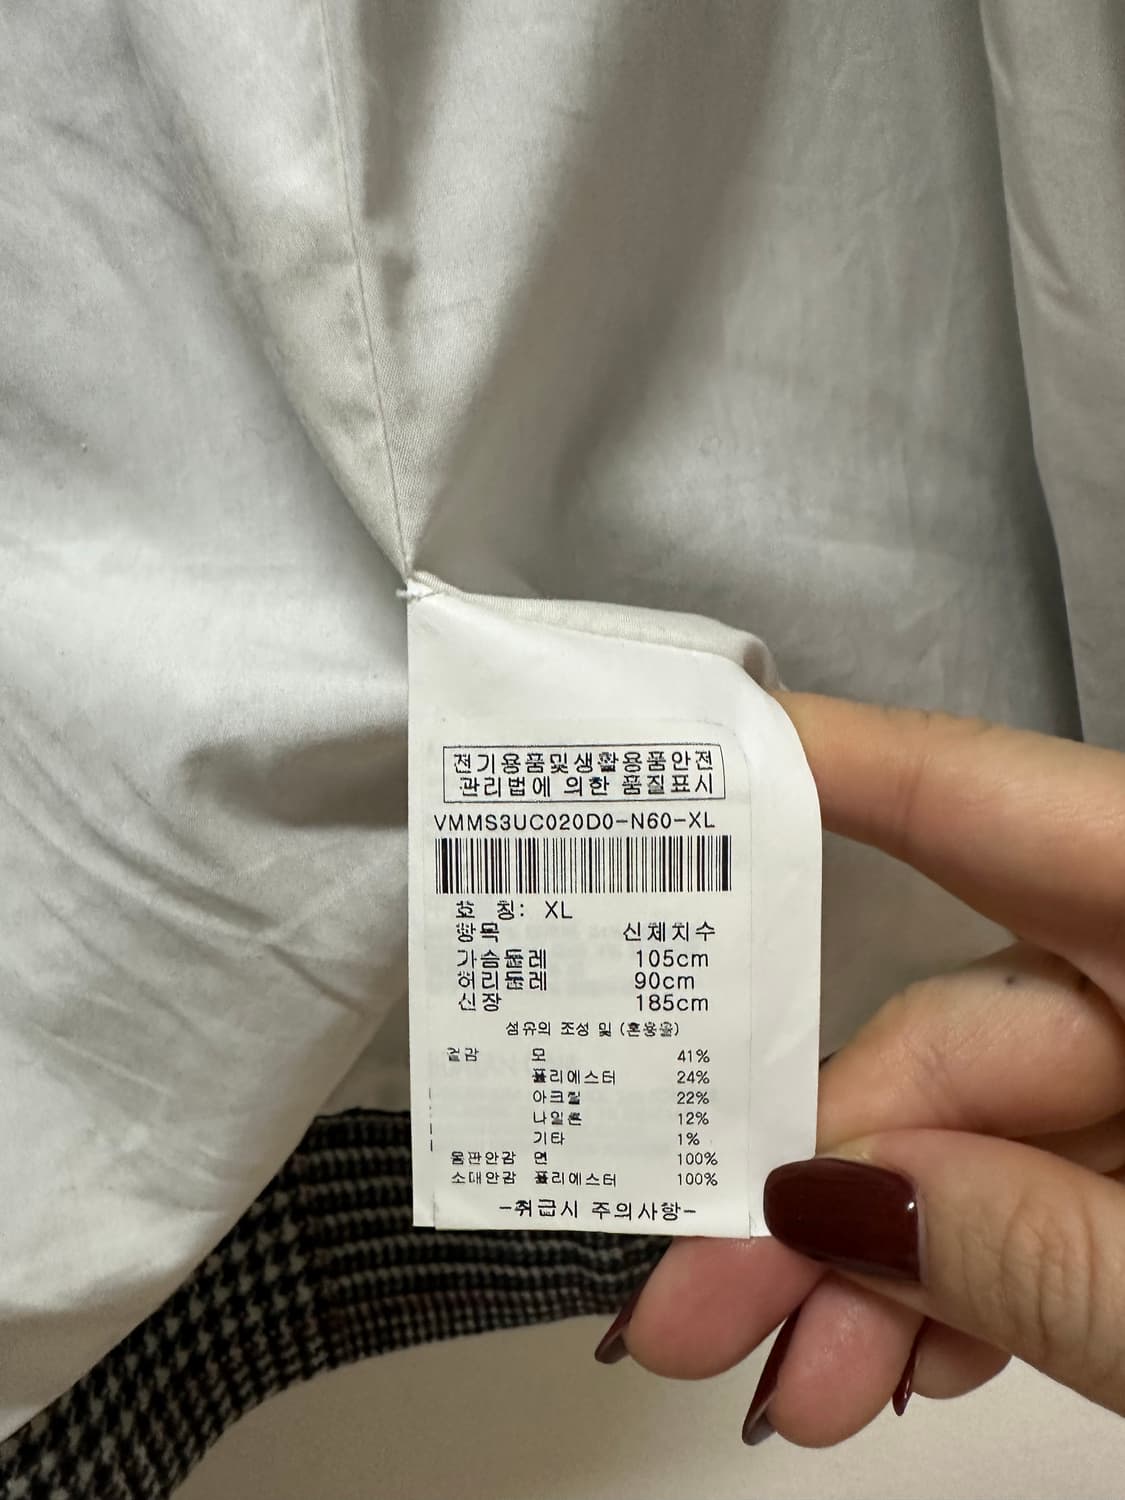 전기용품및생활용품안전
관리법에 의한 품질표시
VMMS3UC020D0-N60-XL
호 칭: XL
항목 신체치수
가슴둘레 105cm
허리둘레 90cm
신장 185cm
섬유의 조성 및 (혼용율)
겉감 모 41%
폴리에스터 24%
아크릴 22%
나일론 12%
기타 1%
몸판안감 면 100%
소매안감 폴리에스터 100%
-취급시 주의사항-